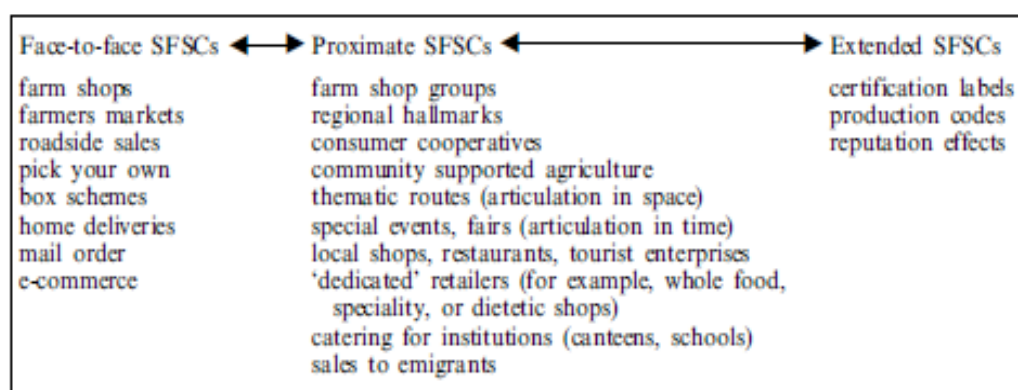 Face-to-face SFSCs Proximate SFSCs Extended SFSCs
farm shops farm shop groups certification labels
farmers markets regional hallmarks production codes
roadside sales consumer cooperatives reputation effects
pick your own community supported agriculture
box schemes thematic routes (articulation in space)
home deliveries special events, fairs (articulation in time)
mail order local shops, restaurants, tourist enterprises
e-commerce ‘dedicated’ retailers (for example, whole food,
speciality, or dietetic shops)
catering for institutions (canteens, schools)
sales to emigrants